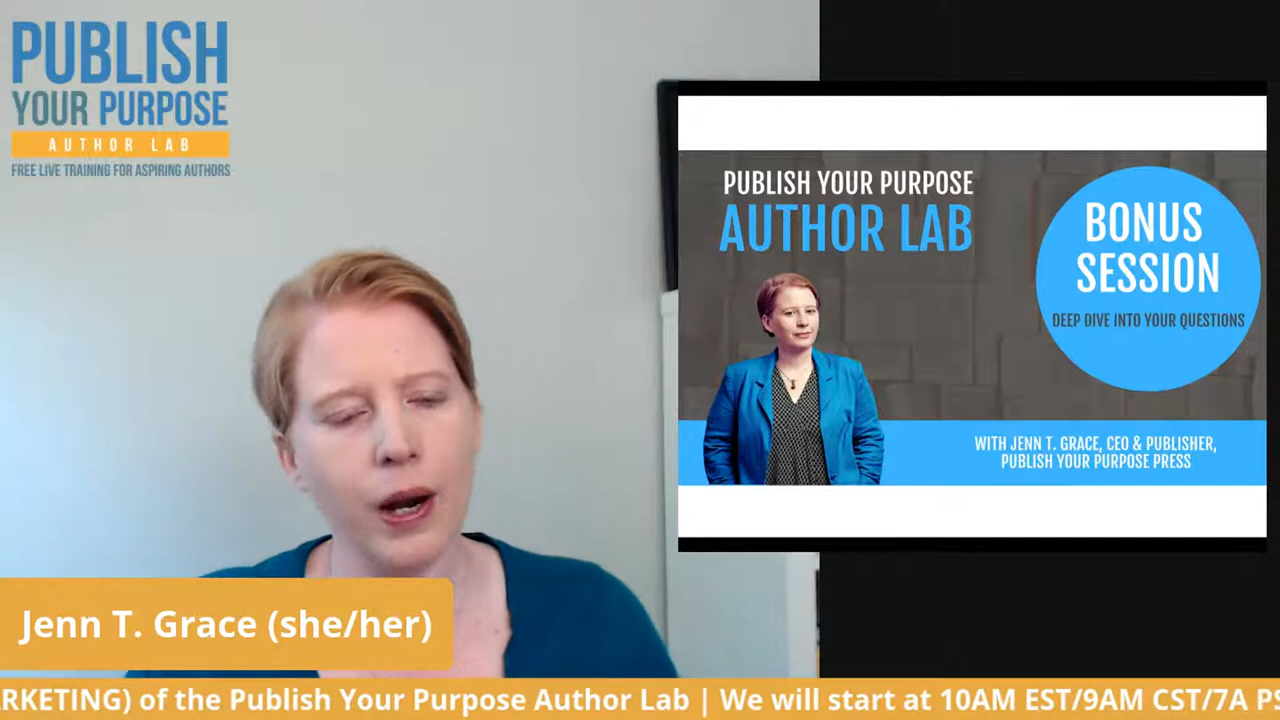 PUBLISH
YOUR PURPOSE
AUTHOR LAB
FREE LIVE TRAINING FOR ASPIRING AUTHORS
PUBLISH YOUR PURPOSE
AUTHOR LAB
BONUS
SESSION
DEEP DIVE INTO YOUR QUESTIONS
WITH JENN T. GRACE, CEO & PUBLISHER,
PUBLISH YOUR PURPOSE PRESS
Jenn T. Grace (she/her)
RKETING) of the Publish Your Purpose Author Lab | We will start at 10AM EST/9AM CST/7A PS